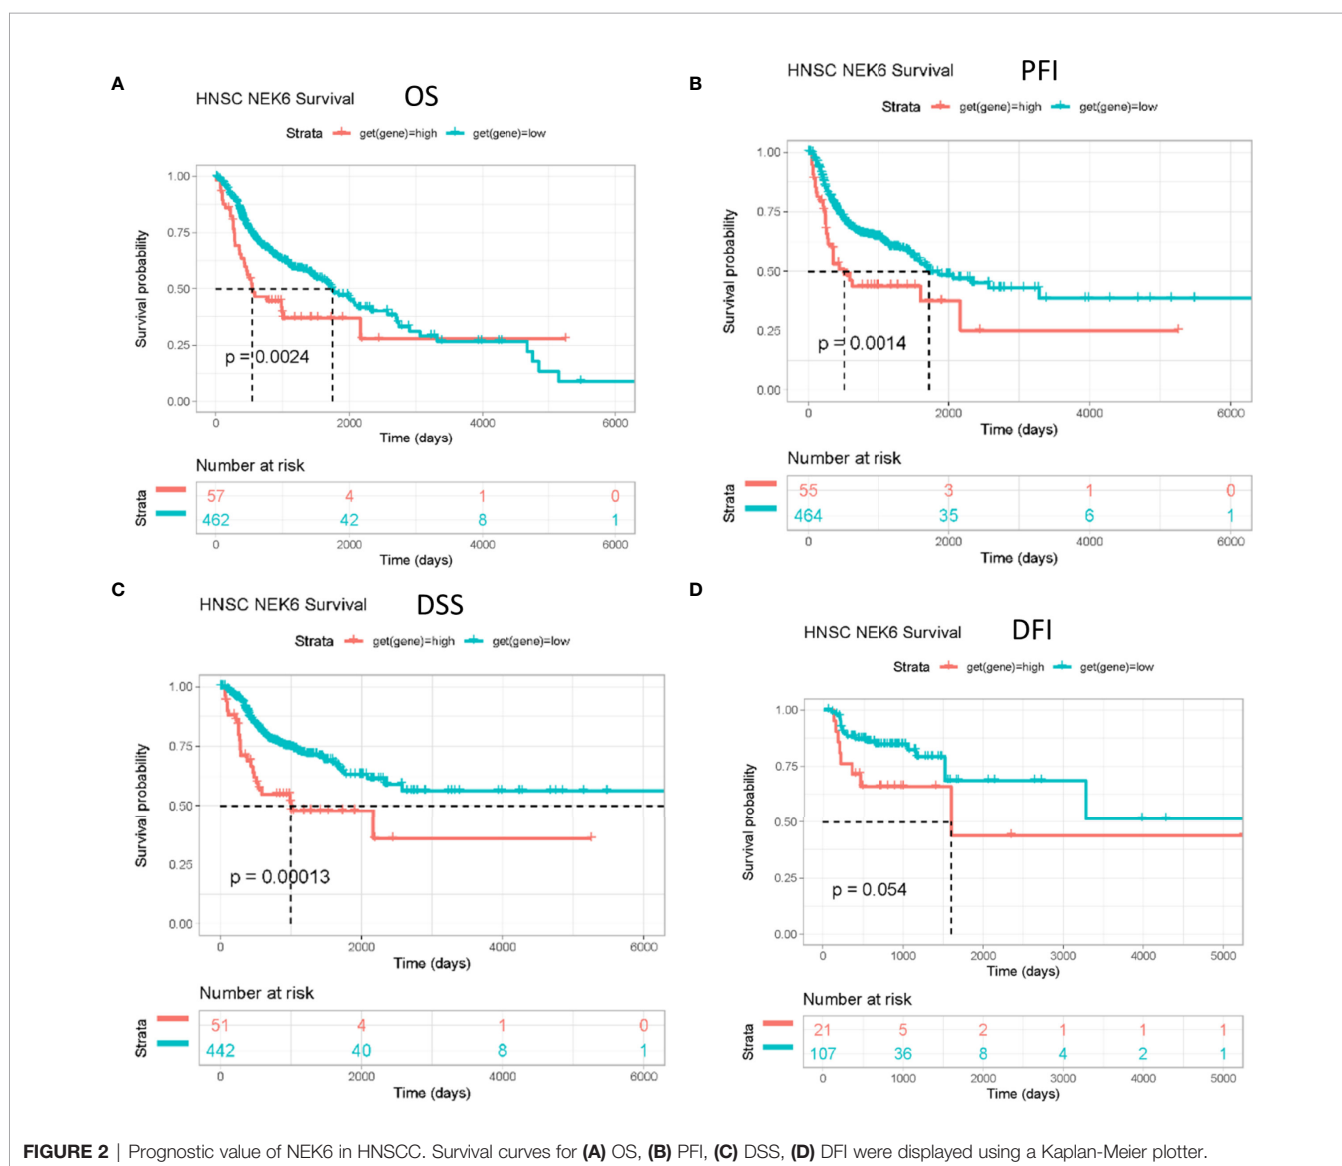 A
HNSC NEK6 Survival OS
Strata get(gene)=high get(gene)=low
Survival probability
1.00
0.75
0.50
0.25
0.00
p = 0.0024
0 2000 4000 6000
Time (days)
Number at risk
Strata
57 4 1 0
462 42 8 1
0 2000 4000 6000
Time (days)
B
HNSC NEK6 Survival PFI
Strata get(gene)=high get(gene)=low
Survival probability
1.00
0.75
0.50
0.25
0.00
p = 0.0014
0 2000 4000 6000
Time (days)
Number at risk
Strata
55 3 1 0
464 35 6 1
0 2000 4000 6000
Time (days)
C
HNSC NEK6 Survival DSS
Strata get(gene)=high get(gene)=low
Survival probability
1.00
0.75
0.50
0.25
0.00
p = 0.00013
0 2000 4000 6000
Time (days)
Number at risk
Strata
51 4 1 0
442 40 8 1
0 2000 4000 6000
Time (days)
D
HNSC NEK6 Survival DFI
Strata get(gene)=high get(gene)=low
Survival probability
1.00
0.75
0.50
0.25
0.00
p = 0.054
0 1000 2000 3000 4000 5000
Time (days)
Number at risk
Strata
21 5 2 1 1 1
107 36 8 4 2 1
0 1000 2000 3000 4000 5000
Time (days)
FIGURE 2 | Prognostic value of NEK6 in HNSCC. Survival curves for (A) OS, (B) PFI, (C) DSS, (D) DFI were displayed using a Kaplan-Meier plotter.